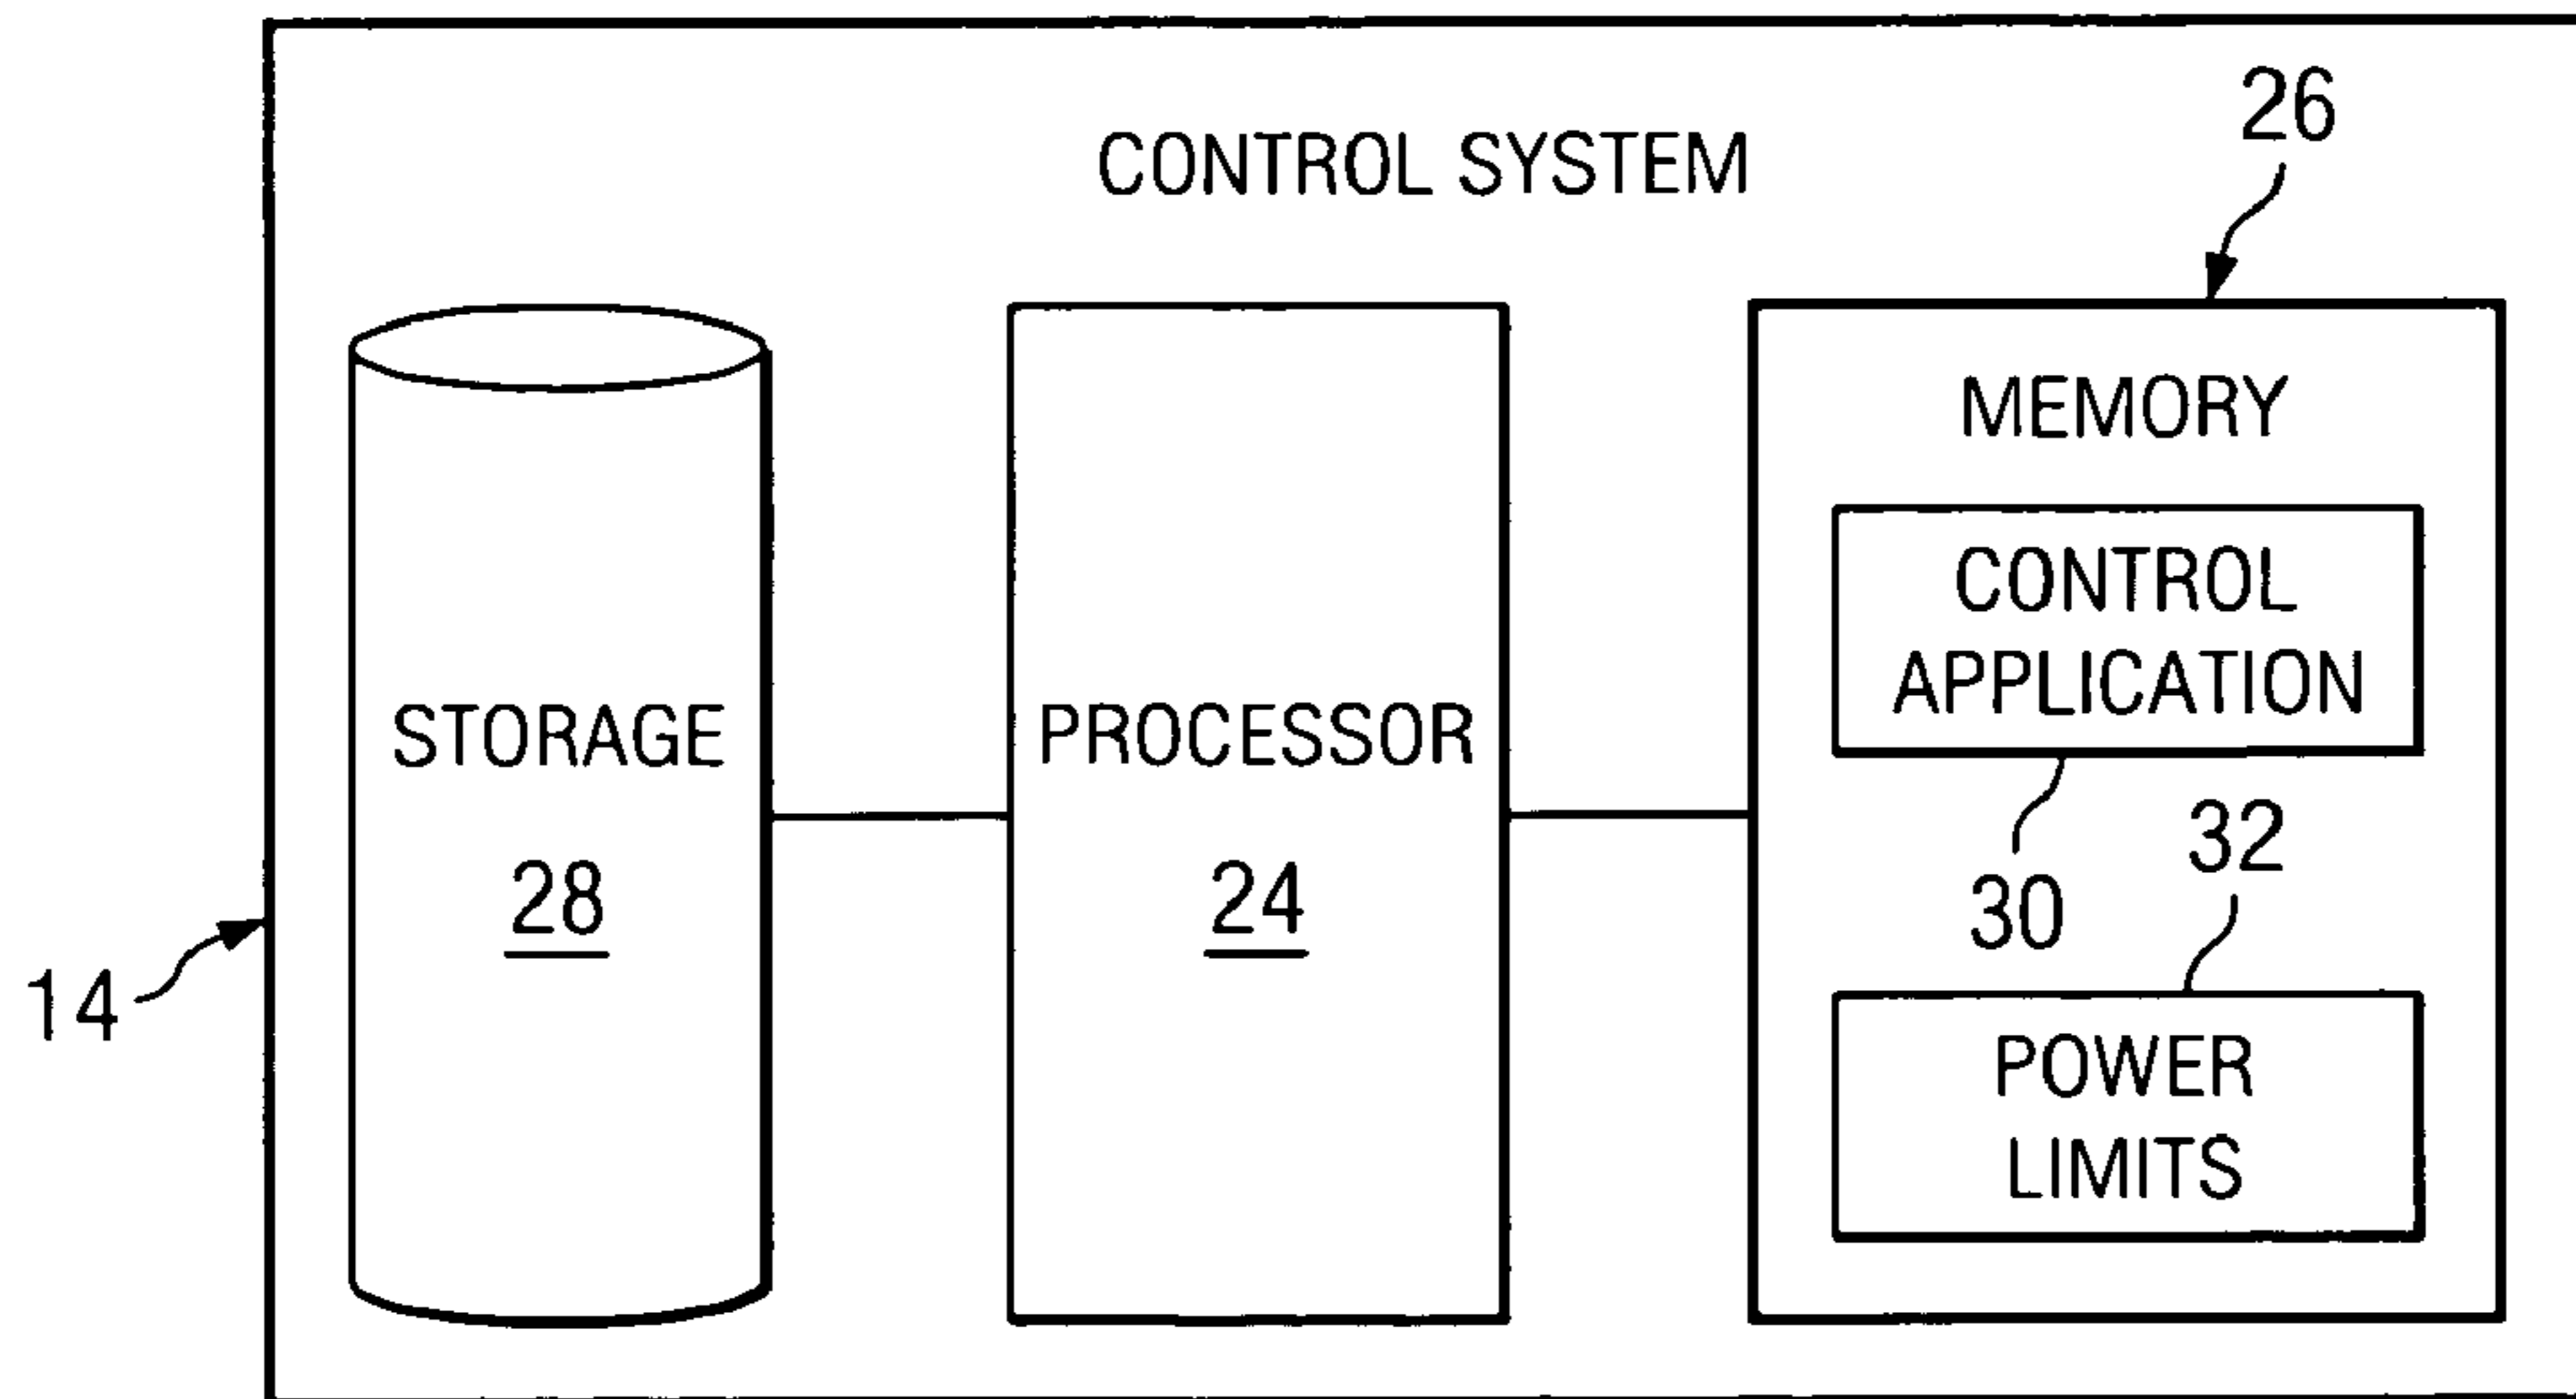 CONTROL SYSTEM
26
STORAGE
28
PROCESSOR
24
MEMORY
CONTROL
APPLICATION
30
32
POWER
LIMITS
14